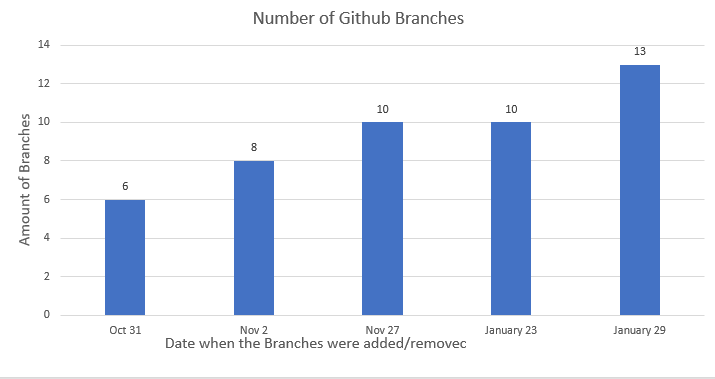 Number of Github Branches
14
12
10
8
6
4
2
0
Amount of Branches
6
8
10
10
13
Oct 31
Nov 2
Nov 27
January 23
January 29
Date when the Branches were added/removec